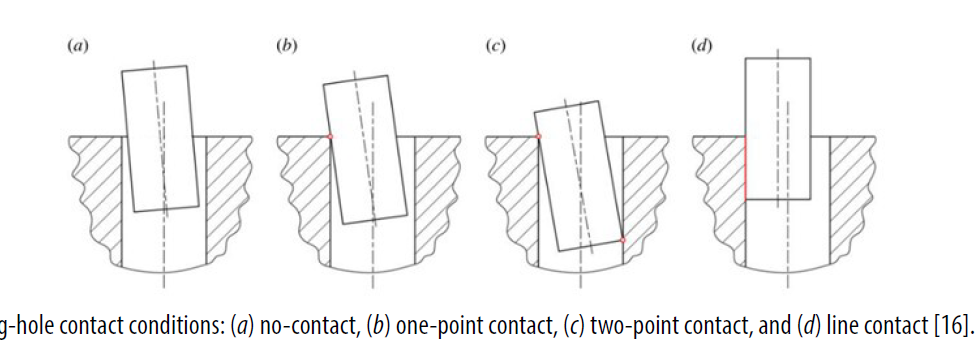 (a) (b) (c) (d)
g-hole contact conditions: (a) no-contact, (b) one-point contact, (c) two-point contact, and (d) line contact [16].